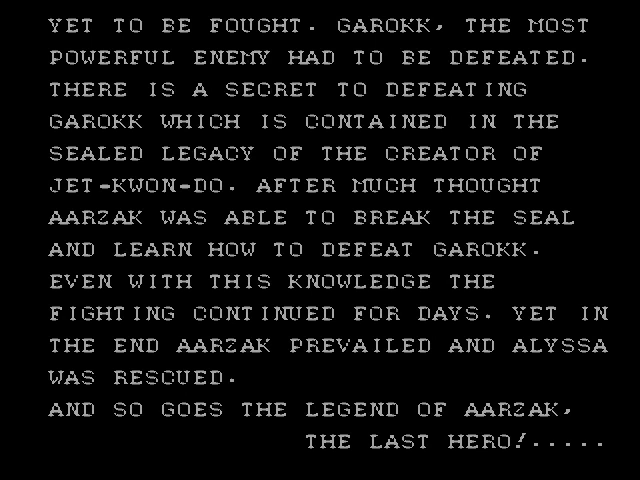 YET TO BE FOUGHT. GAROKK, THE MOST
POWERFUL ENEMY HAD TO BE DEFEATED.
THERE IS A SECRET TO DEFEATING
GAROKK WHICH IS CONTAINED IN THE
SEALED LEGACY OF THE CREATOR OF
JET-KWON-DO. AFTER MUCH THOUGHT
AARZAK WAS ABLE TO BREAK THE SEAL
AND LEARN HOW TO DEFEAT GAROKK.
EVEN WITH THIS KNOWLEDGE THE
FIGHTING CONTINUED FOR DAYS. YET IN
THE END AARZAK PREVAILED AND ALYSSA
WAS RESCUED.
AND SO GOES THE LEGEND OF AARZAK,
THE LAST HERO!.....